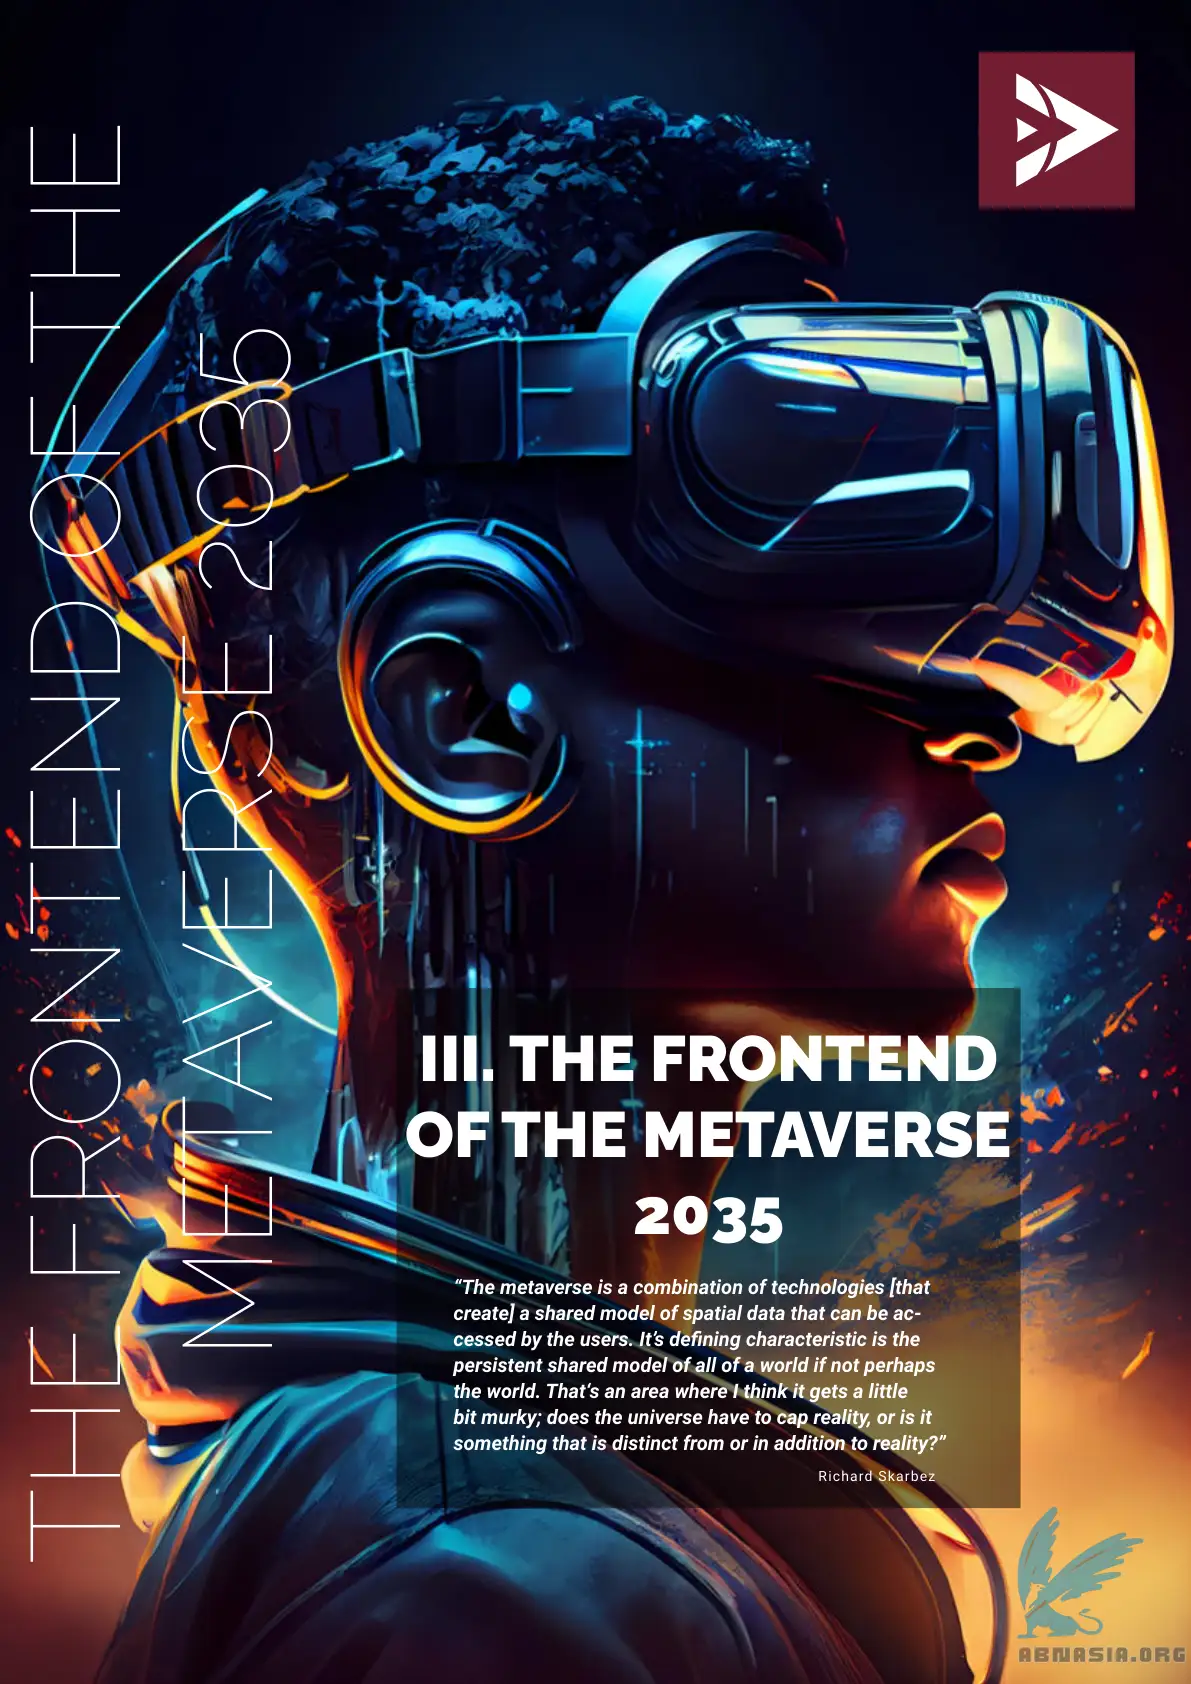 THE FRONTEND OF THE
METAVERSE 2035
III. THE FRONTEND
OF THE METAVERSE
2035
“The metaverse is a combination of technologies [that
create] a shared model of spatial data that can be ac-
cessed by the users. It’s defining characteristic is the
persistent shared model of all of a world if not perhaps
the world. That’s an area where I think it gets a little
bit murky; does the universe have to cap reality, or is it
something that is distinct from or in addition to reality?”
Richard Skarbez
ABNASIA.ORG